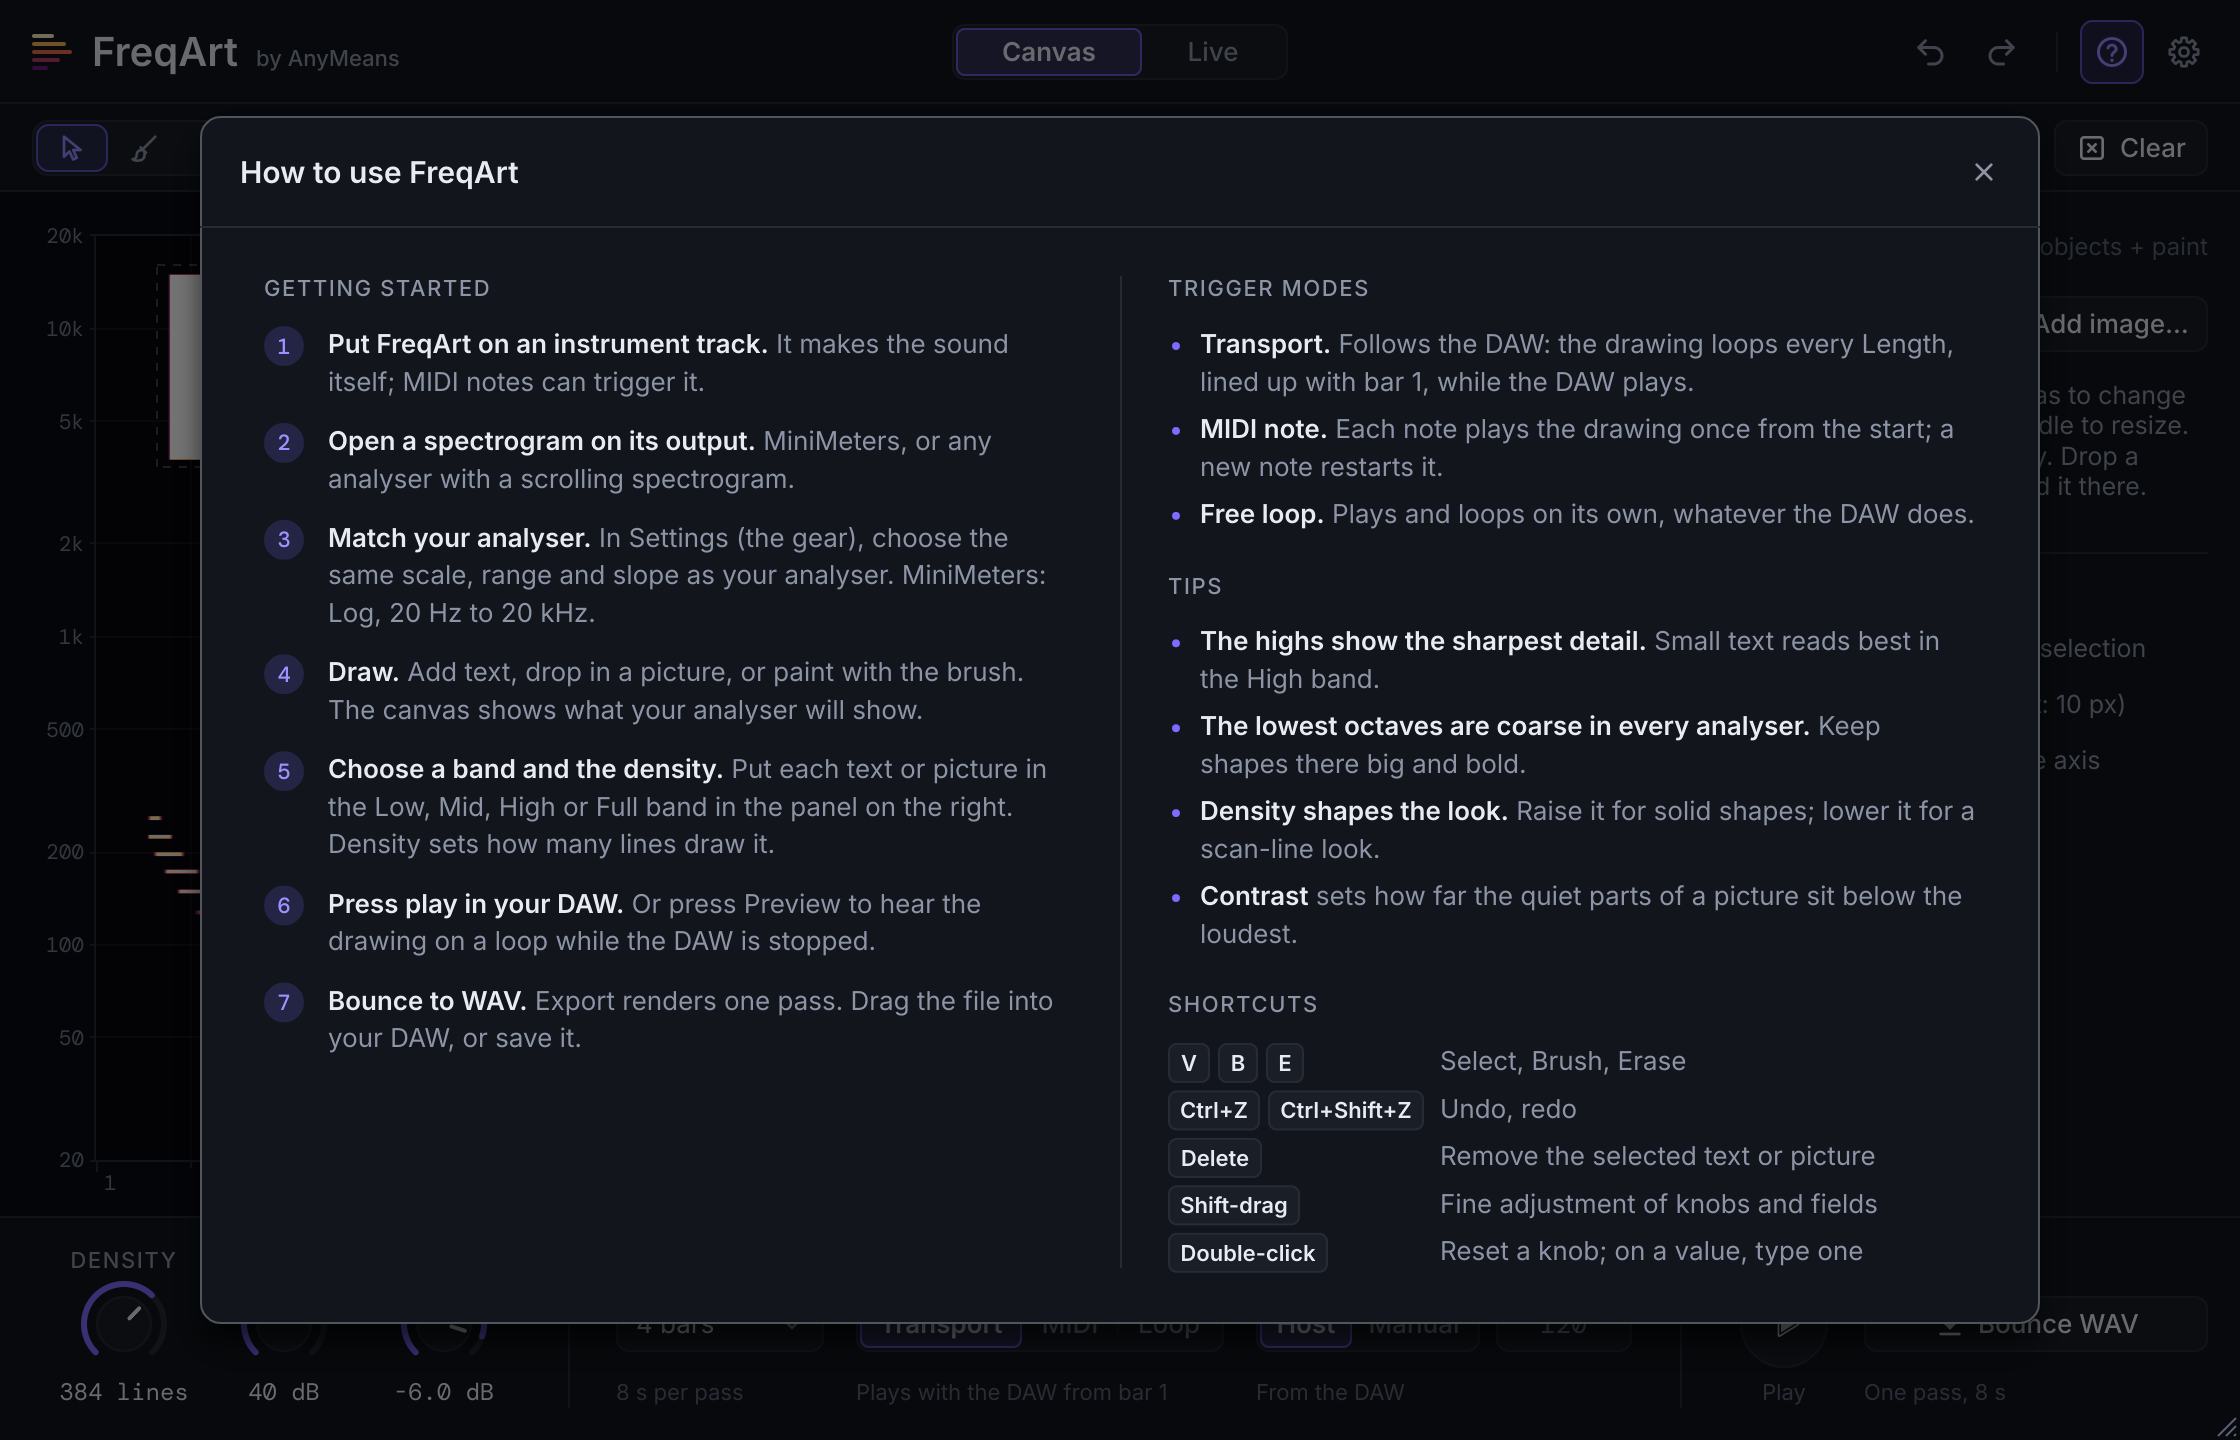 FreqArt by AnyMeans
Canvas
Live
Clear
How to use FreqArt
GETTING STARTED
1 Put FreqArt on an instrument track. It makes the sound
itself; MIDI notes can trigger it.
2 Open a spectrogram on its output. MiniMeters, or any
analyser with a scrolling spectrogram.
3 Match your analyser. In Settings (the gear), choose the
same scale, range and slope as your analyser. MiniMeters:
Log, 20 Hz to 20 kHz.
4 Draw. Add text, drop in a picture, or paint with the brush.
The canvas shows what your analyser will show.
5 Choose a band and the density. Put each text or picture in
the Low, Mid, High or Full band in the panel on the right.
Density sets how many lines draw it.
6 Press play in your DAW. Or press Preview to hear the
drawing on a loop while the DAW is stopped.
7 Bounce to WAV. Export renders one pass. Drag the file into
your DAW, or save it.
TRIGGER MODES
• Transport. Follows the DAW: the drawing loops every Length,
lined up with bar 1, while the DAW plays.
• MIDI note. Each note plays the drawing once from the start; a
new note restarts it.
• Free loop. Plays and loops on its own, whatever the DAW does.
TIPS
• The highs show the sharpest detail. Small text reads best in
the High band.
• The lowest octaves are coarse in every analyser. Keep
shapes there big and bold.
• Density shapes the look. Raise it for solid shapes; lower it for a
scan-line look.
• Contrast sets how far the quiet parts of a picture sit below the
loudest.
SHORTCUTS
V B E Select, Brush, Erase
Ctrl+Z Ctrl+Shift+Z Undo, redo
Delete Remove the selected text or picture
Shift-drag Fine adjustment of knobs and fields
Double-click Reset a knob; on a value, type one
20k
10k
5k
2k
1k
500
200
100
50
20
1
objects + paint
Add image...
as to change
dle to resize.
y. Drop a
d it there.
selection
: 10 px)
e axis
DENSITY
384 lines
40 dB
-6.0 dB
4 bars
8 s per pass
Transport MIDI Loop
Plays with the DAW from bar 1
Host Manual 120
From the DAW
Play
Bounce WAV
One pass, 8 s